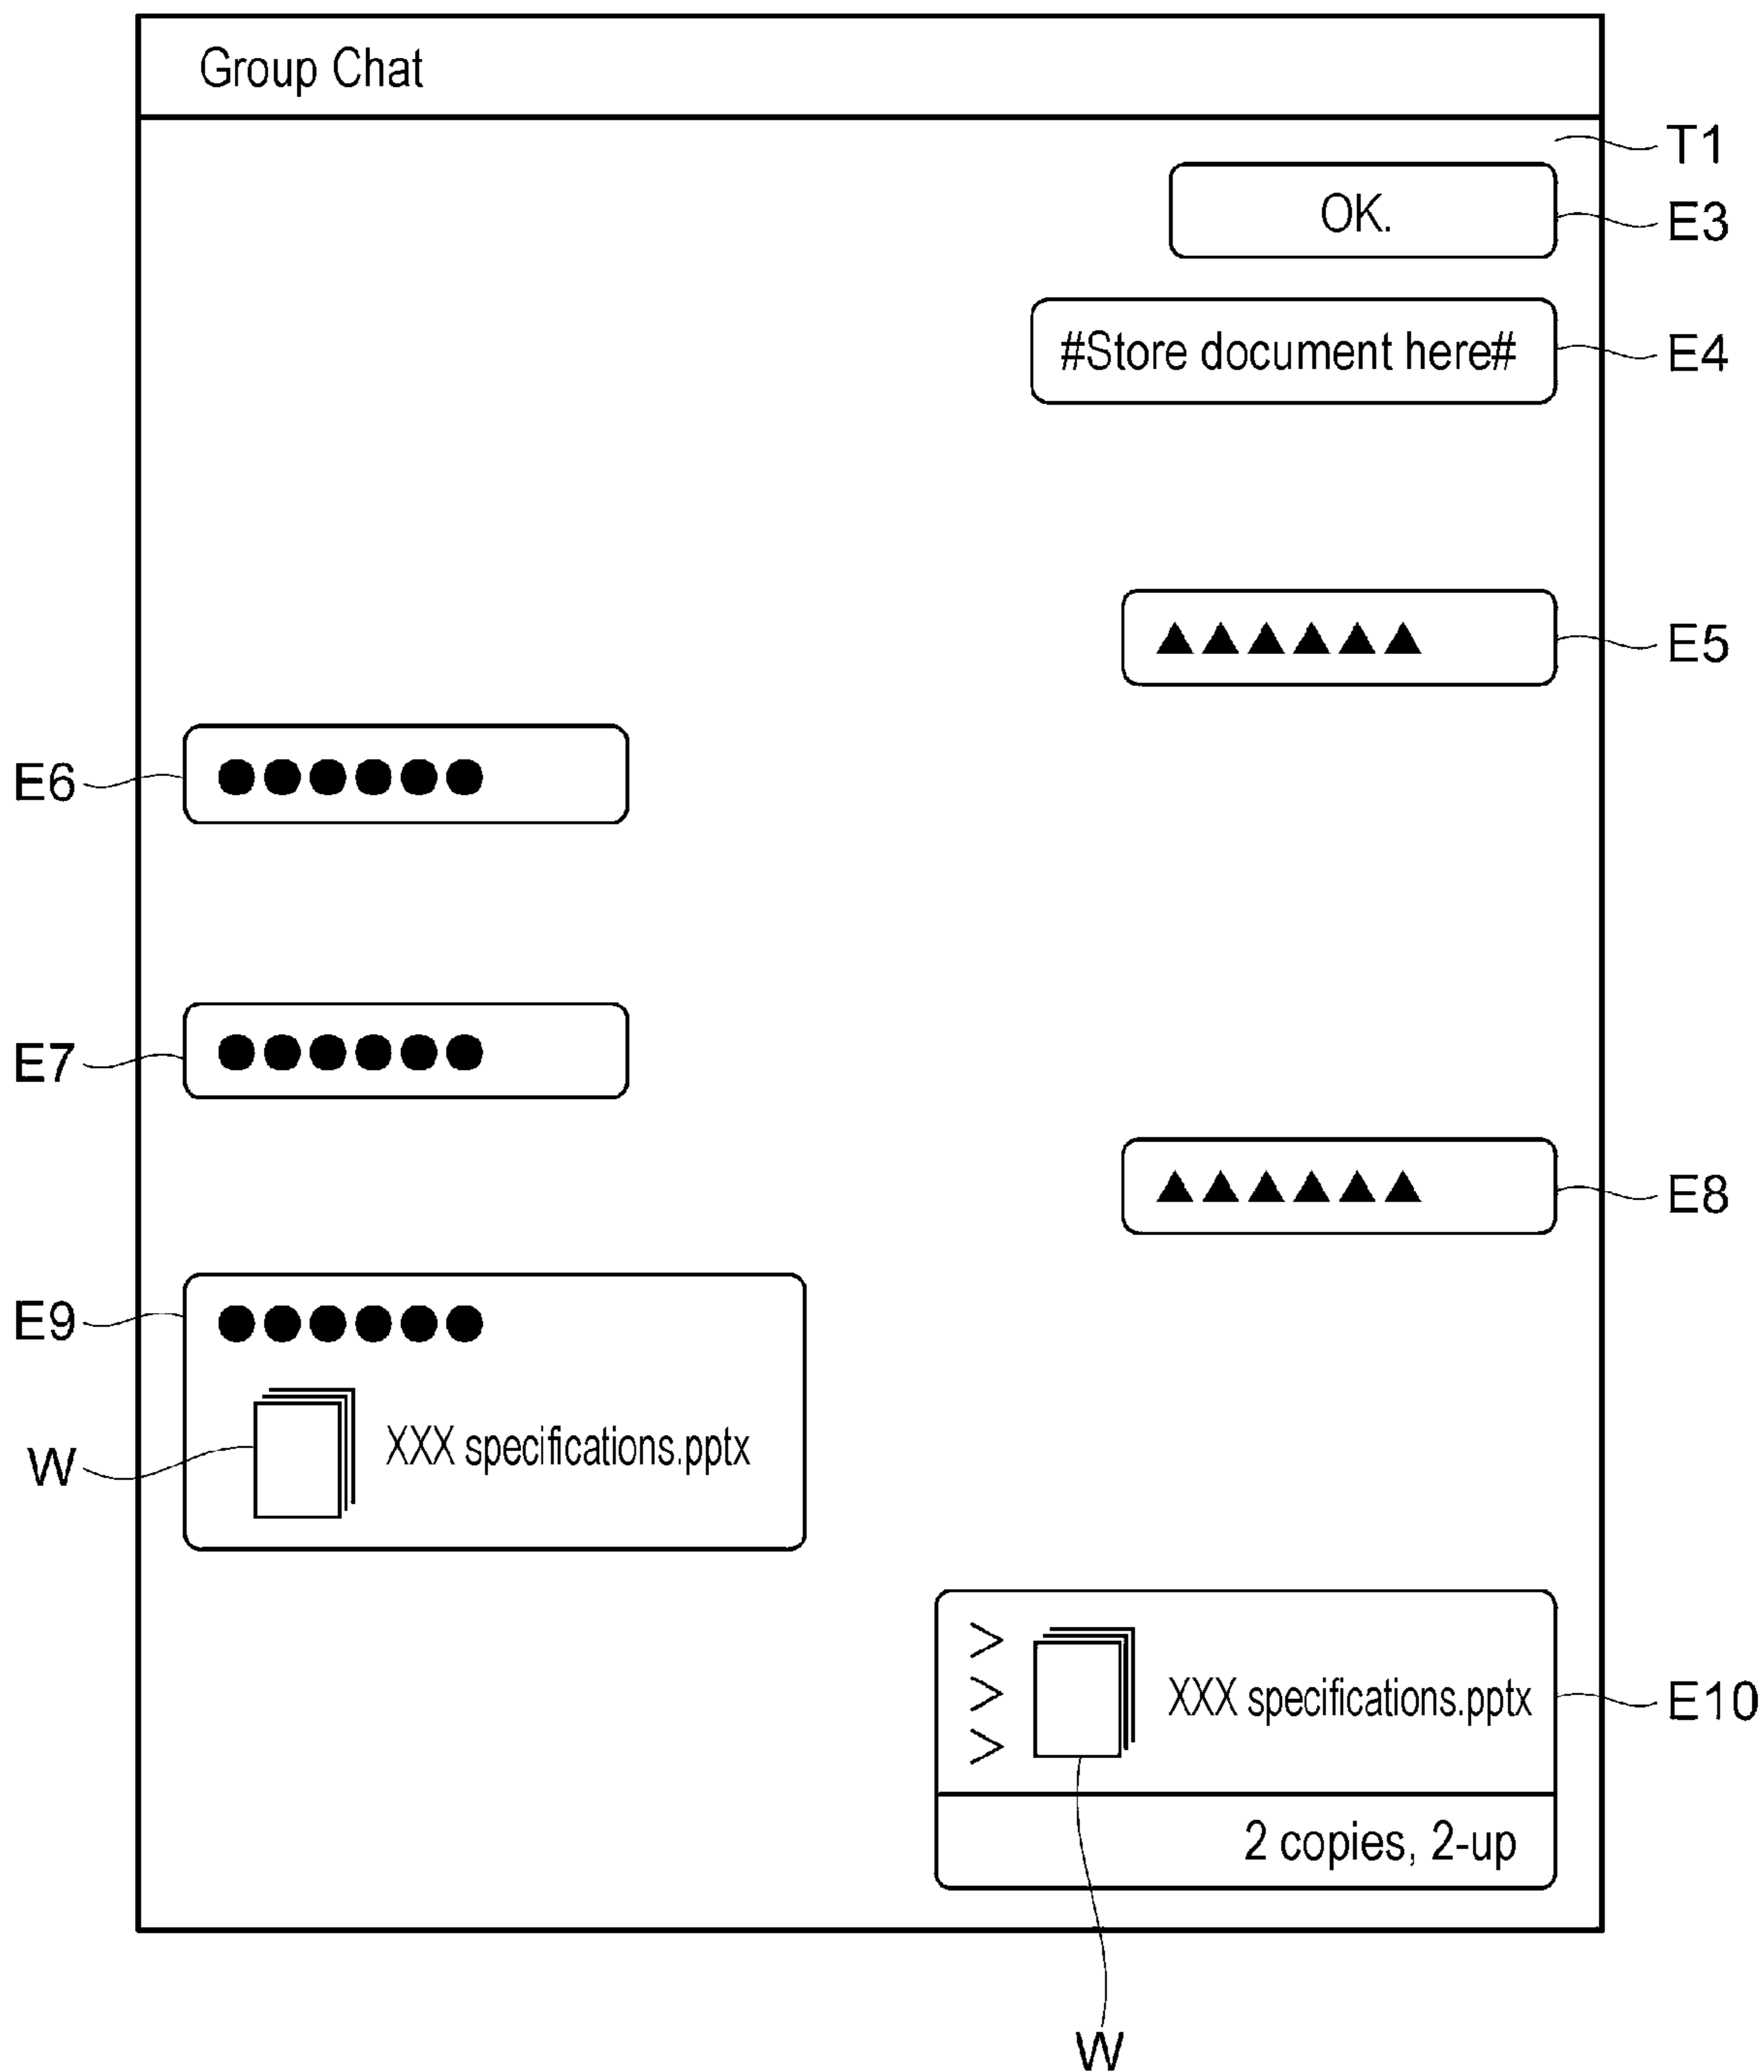 Group Chat
T1
OK.
E3
#Store document here#
E4
▲▲▲▲▲▲
E5
E6
●●●●●●
E7
●●●●●●
▲▲▲▲▲▲
E8
E9
●●●●●●
W
XXX specifications.pptx
>
>
>
XXX specifications.pptx
E10
2 copies, 2-up
W